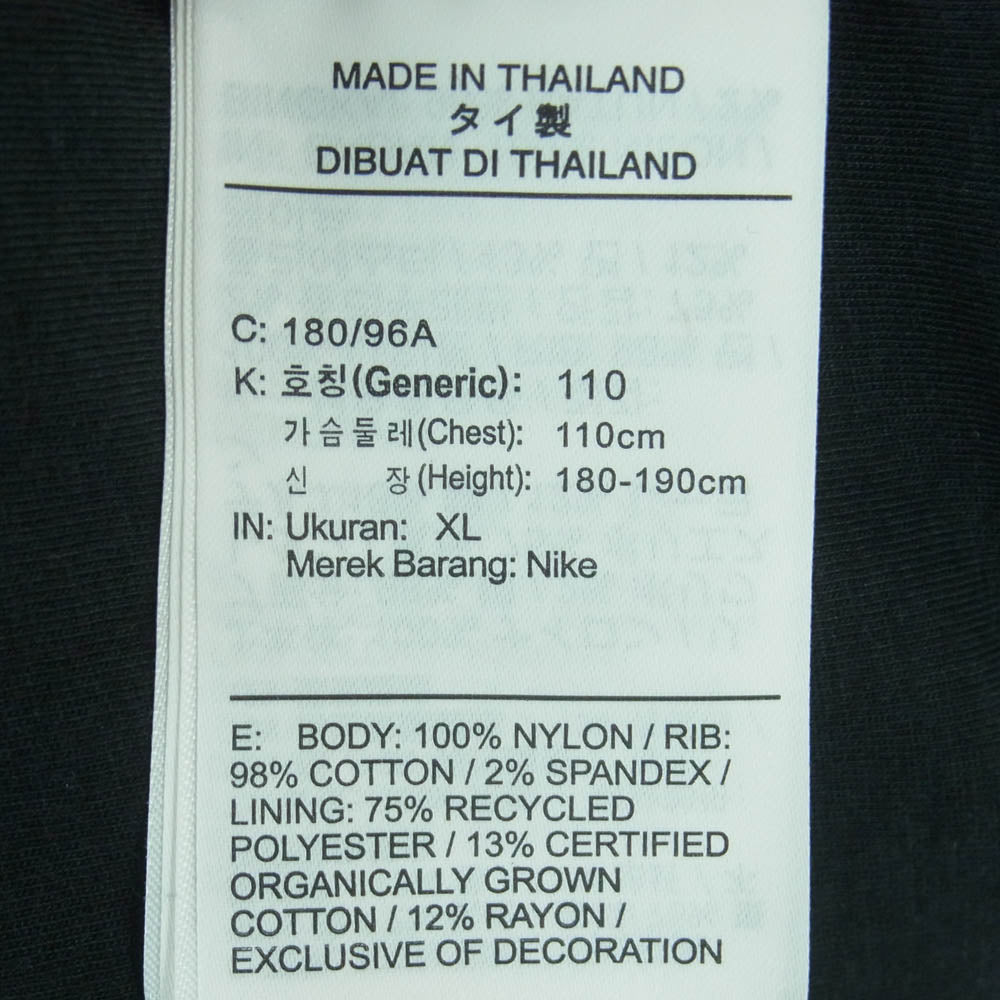 MADE IN THAILAND
タイ製
DIBUAT DI THAILAND
C: 180/96A
K: 호칭(Generic): 110
가슴둘레(Chest): 110cm
신 장(Height): 180-190cm
IN: Ukuran: XL
Merek Barang: Nike
E: BODY: 100% NYLON / RIB:
98% COTTON / 2% SPANDEX /
LINING: 75% RECYCLED
POLYESTER / 13% CERTIFIED
ORGANICALLY GROWN
COTTON / 12% RAYON /
EXCLUSIVE OF DECORATION